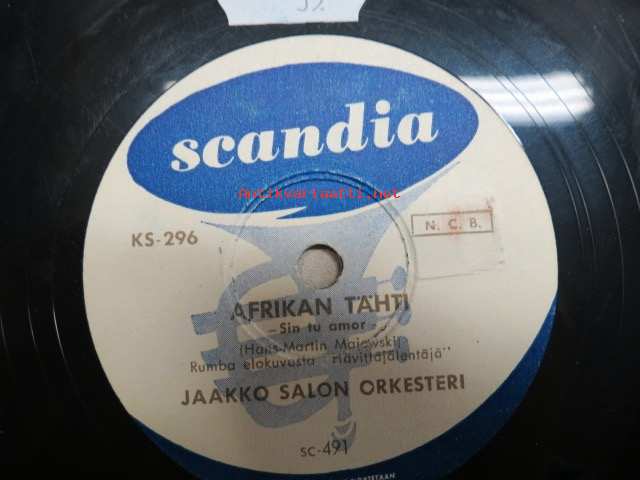 scandia
Antikvariaatti.net
KS-296
N. C. B.
AFRIKAN TÄHTI
- Sin tu amor -
(Hans-Martin Majewski)
Rumba elokuvasta "Hävittäjälentäjä"
JAAKKO SALON ORKESTERI
SC-491